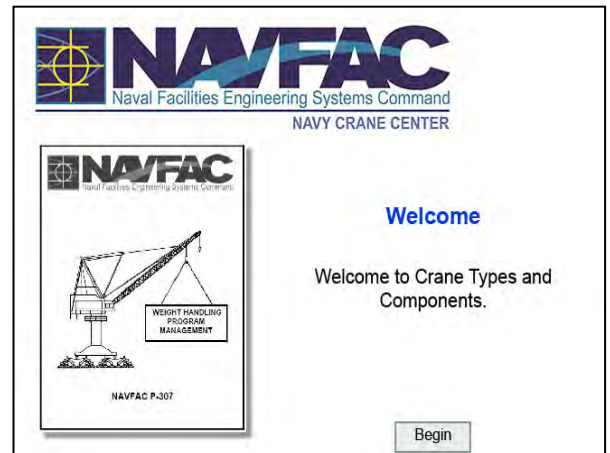 NAVFAC
Naval Facilities Engineering Systems Command
NAVY CRANE CENTER
NAVFAC
Naval Facilities Engineering Systems Command
WEIGHT HANDLING
PROGRAM
MANAGEMENT
NAVFAC P-307
Welcome
Welcome to Crane Types and
Components.
Begin